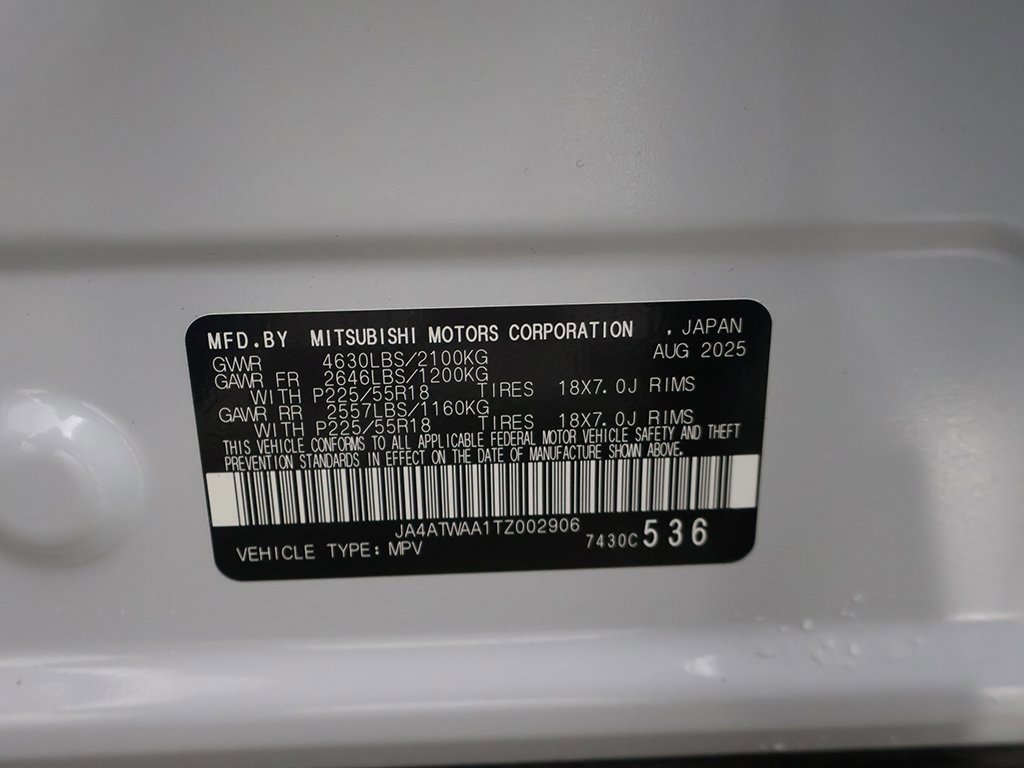 MFD.BY MITSUBISHI MOTORS CORPORATION , JAPAN
GVWR 4630LBS/2100KG AUG 2025
GAWR FR 2646LBS/1200KG
WITH P225/55R18 TIRES 18X7.0J RIMS
GAWR RR 2557LBS/1160KG
WITH P225/55R18 TIRES 18X7.0J RIMS
THIS VEHICLE CONFORMS TO ALL APPLICABLE FEDERAL MOTOR VEHICLE SAFETY AND THEFT
PREVENTION STANDARDS IN EFFECT ON THE DATE OF MANUFACTURE SHOWN ABOVE.
JA4ATWAA1TZ002906
VEHICLE TYPE: MPV 7430C 536